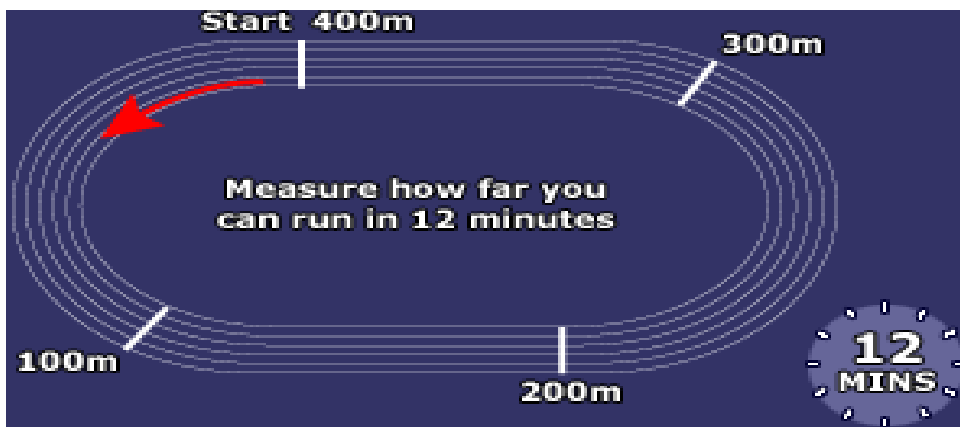 Start 400m
300m
Measure how far you
can run in 12 minutes
100m
200m
12
MINS